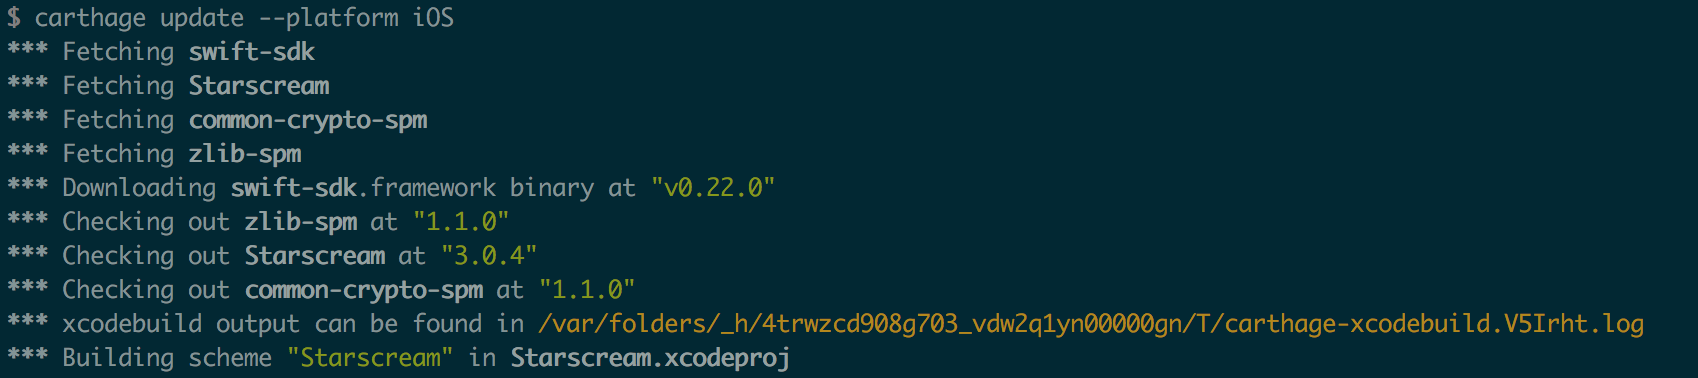 $ carthage update --platform iOS
*** Fetching swift-sdk
*** Fetching Starscream
*** Fetching common-crypto-spm
*** Fetching zlib-spm
*** Downloading swift-sdk.framework binary at "v0.22.0"
*** Checking out zlib-spm at "1.1.0"
*** Checking out Starscream at "3.0.4"
*** Checking out common-crypto-spm at "1.1.0"
*** xcodebuild output can be found in /var/folders/_h/4trwzcd908g703_vdw2q1yn00000gn/T/carthage-xcodebuild.V5Irht.log
*** Building scheme "Starscream" in Starscream.xcodeproj